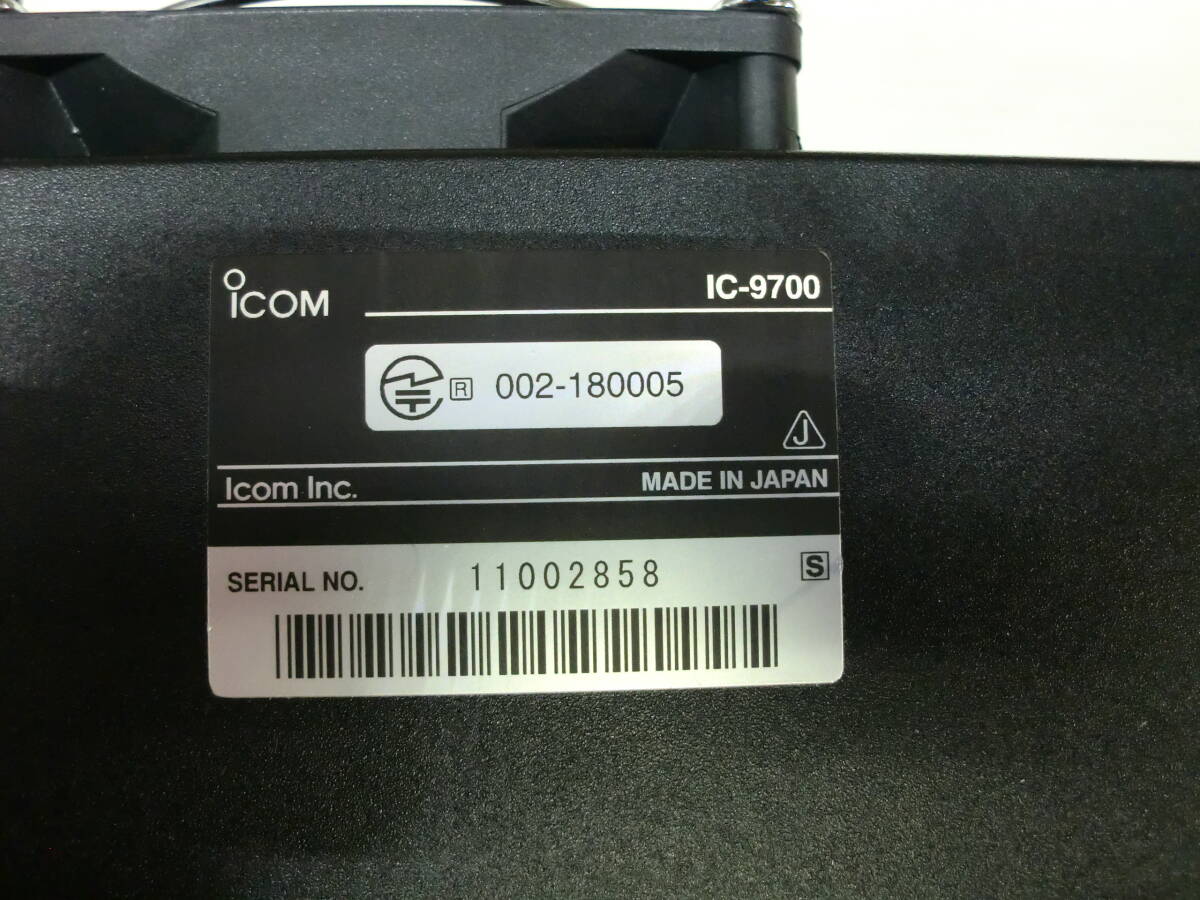 ICOM
IC-9700
R 002-180005
J
Icom Inc.
MADE IN JAPAN
SERIAL NO. 11002858
S